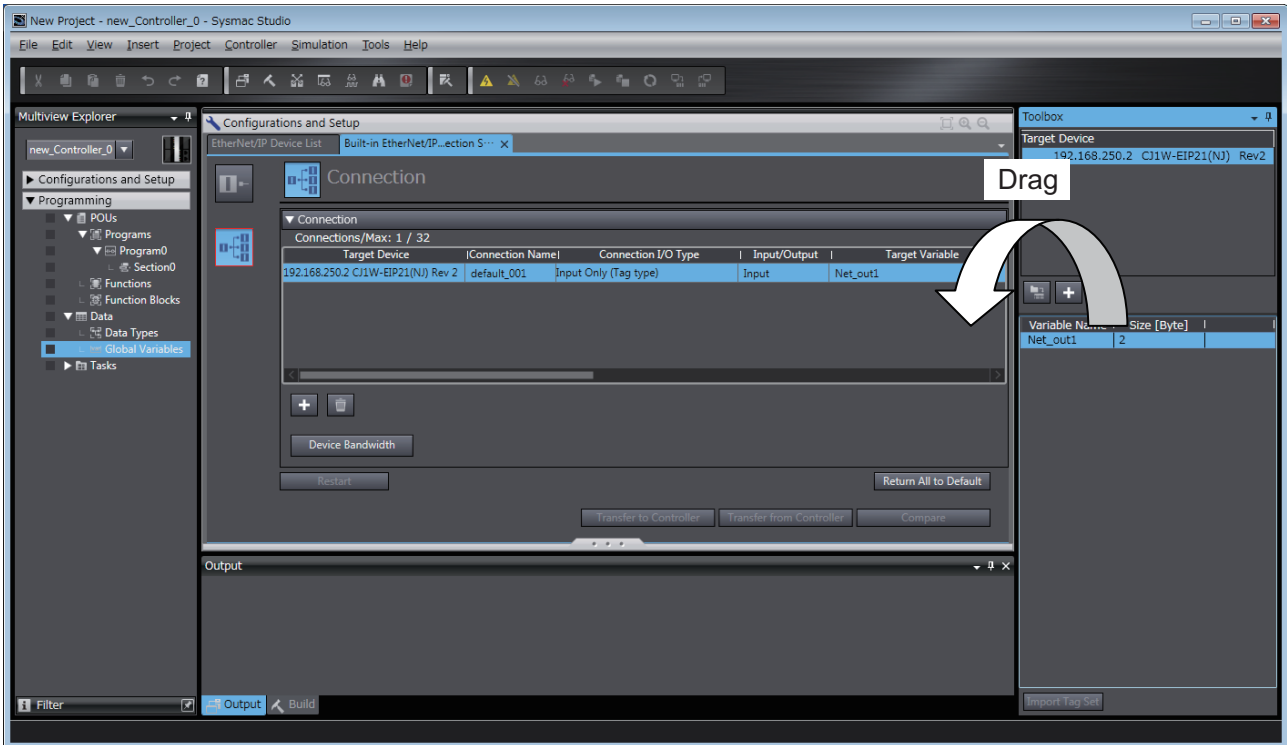 New Project - new_Controller_0 - Sysmac Studio
File Edit View Insert Project Controller Simulation Tools Help
Multiview Explorer
new_Controller_0
Configurations and Setup
Programming
POUs
Programs
Program0
Section0
Functions
Function Blocks
Data
Data Types
Global Variables
Tasks
Filter
Configurations and Setup
EtherNet/IP Device List Built-in EtherNet/IP...ection S...
Connection
Connection
Connections/Max: 1 / 32
Target Device Connection Name Connection I/O Type Input/Output Target Variable
192.168.250.2 CJ1W-EIP21(NJ) Rev 2 default_001 Input Only (Tag type) Input Net_out1
Device Bandwidth
Restart Return All to Default
Transfer to Controller Transfer from Controller Compare
Output
Output Build
Toolbox
Target Device
192.168.250.2 CJ1W-EIP21(NJ) Rev2
Drag
Variable Name Size [Byte]
Net_out1 2
Import Tag Set